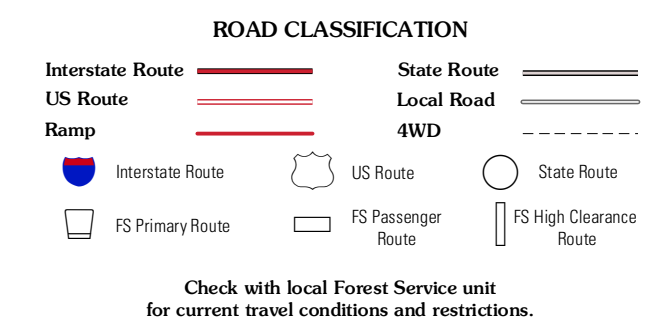 ROAD CLASSIFICATION
Interstate Route
State Route
US Route
Local Road
Ramp
4WD
Interstate Route
US Route
State Route
FS Primary Route
FS Passenger
Route
FS High Clearance
Route
Check with local Forest Service unit
for current travel conditions and restrictions.